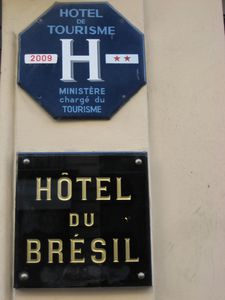 HOTEL
DE
TOURISME
2009 H ★★
MINISTÈRE
chargé du
TOURISME
HÔTEL
DU
BRÉSIL